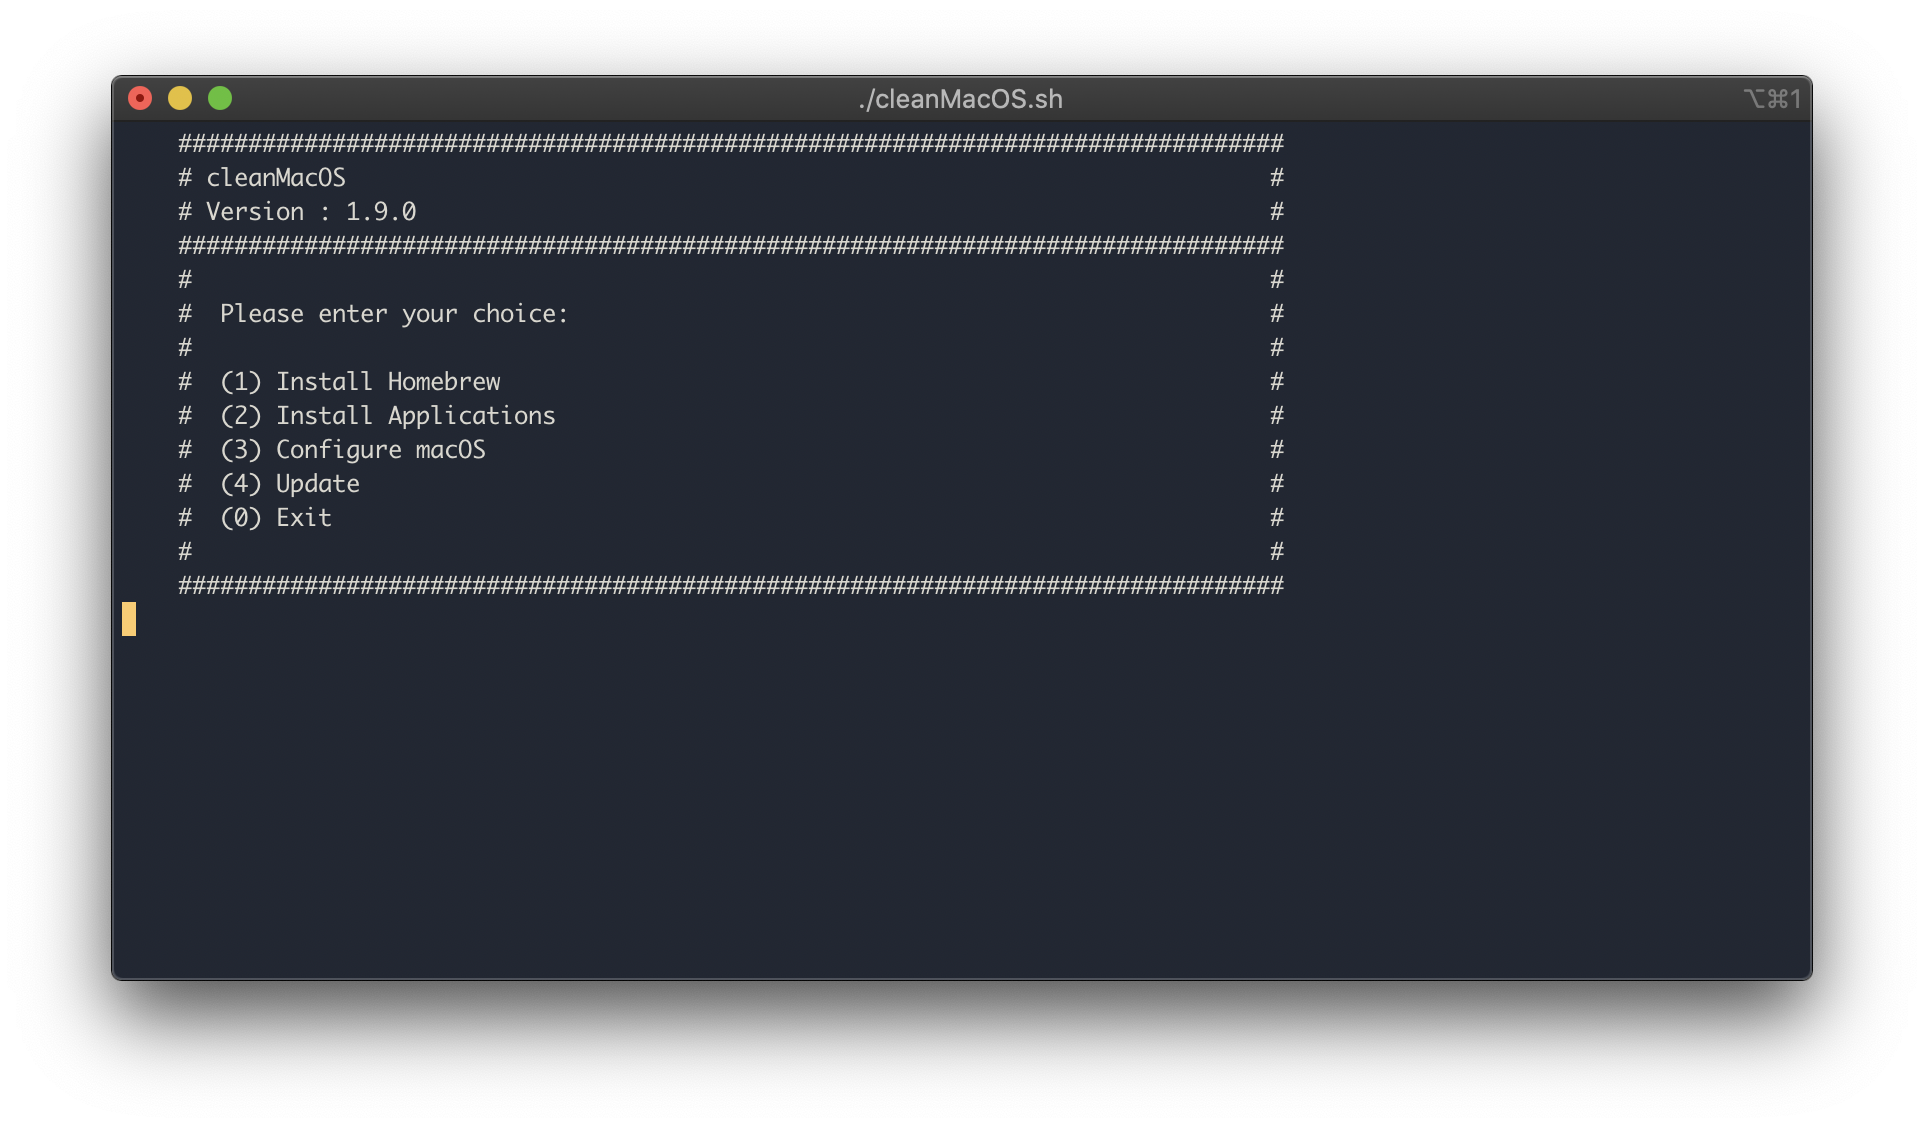 ./cleanMacOS.sh ⌥⌘1
###############################################################################
# cleanMacOS                                                                  #
# Version : 1.9.0                                                             #
###############################################################################
#                                                                             #
#  Please enter your choice:                                                  #
#                                                                             #
#  (1) Install Homebrew                                                       #
#  (2) Install Applications                                                   #
#  (3) Configure macOS                                                        #
#  (4) Update                                                                 #
#  (0) Exit                                                                   #
#                                                                             #
###############################################################################